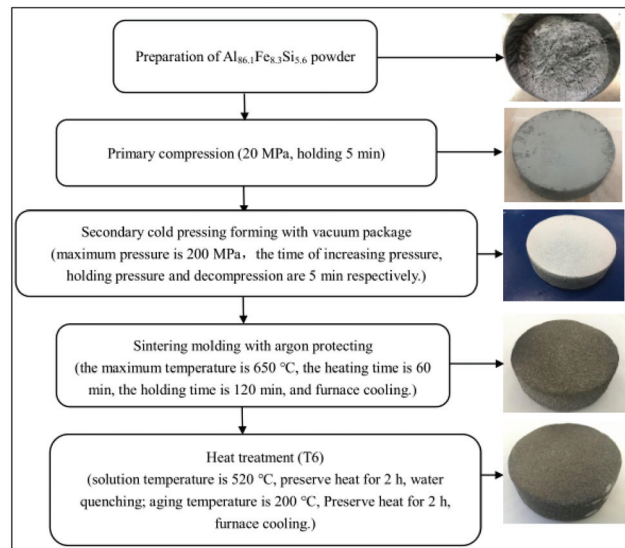 Preparation of Al86.1Fe8.3Si5.6 powder
Primary compression (20 MPa, holding 5 min)
Secondary cold pressing forming with vacuum package
(maximum pressure is 200 MPa，the time of increasing pressure,
holding pressure and decompression are 5 min respectively.)
Sintering molding with argon protecting
(the maximum temperature is 650 ℃, the heating time is 60
min, the holding time is 120 min, and furnace cooling.)
Heat treatment (T6)
(solution temperature is 520 ℃, preserve heat for 2 h, water
quenching; aging temperature is 200 ℃, Preserve heat for 2 h,
furnace cooling.)